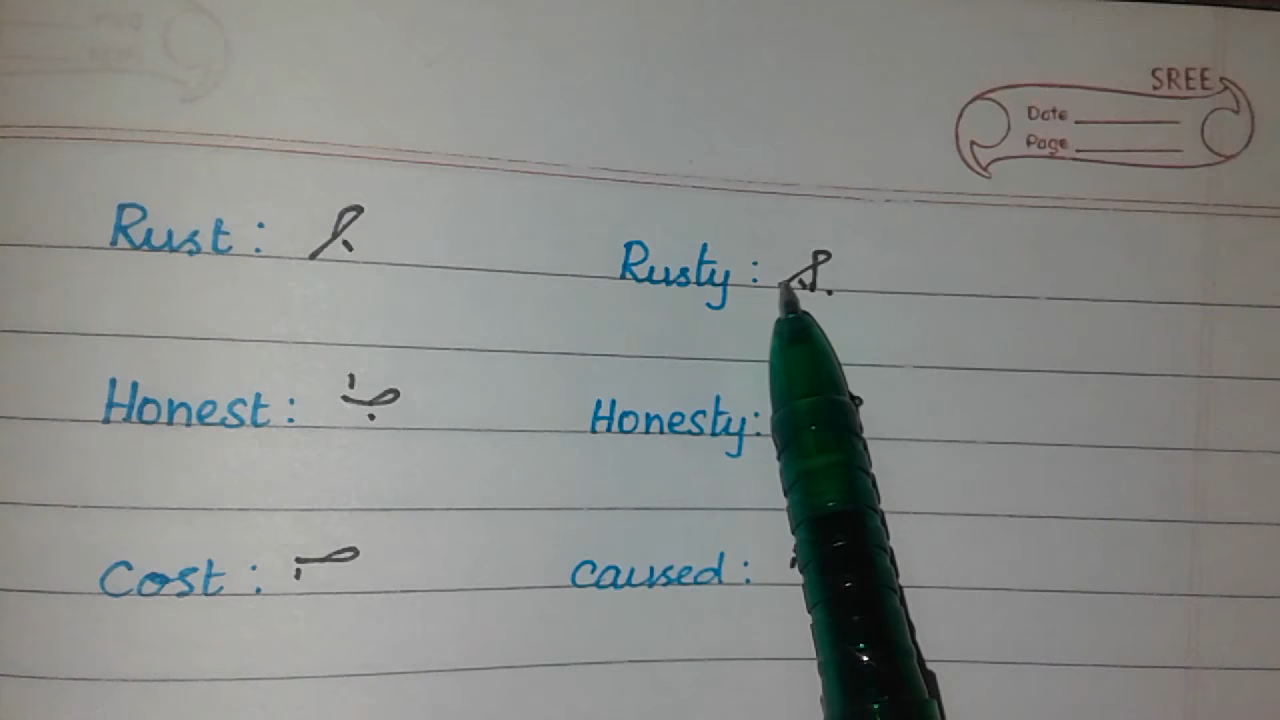 SREE
Date
Page
Rust :
Rusty :
Honest :
Honesty:
Cost :
caused :